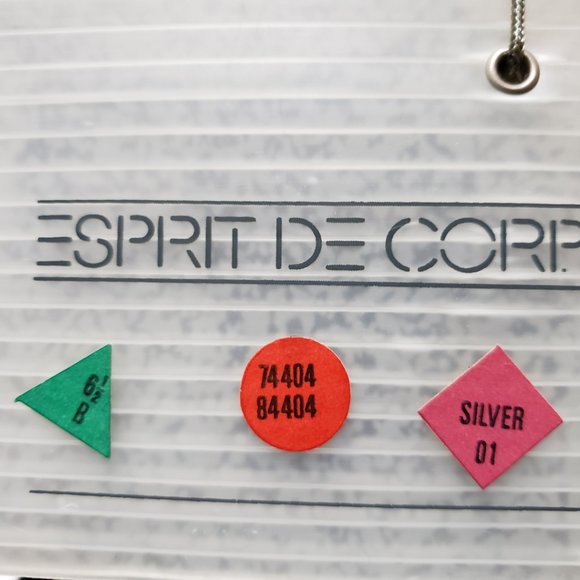 ESPRIT DE CORP.
6½
B
74404
84404
SILVER
01